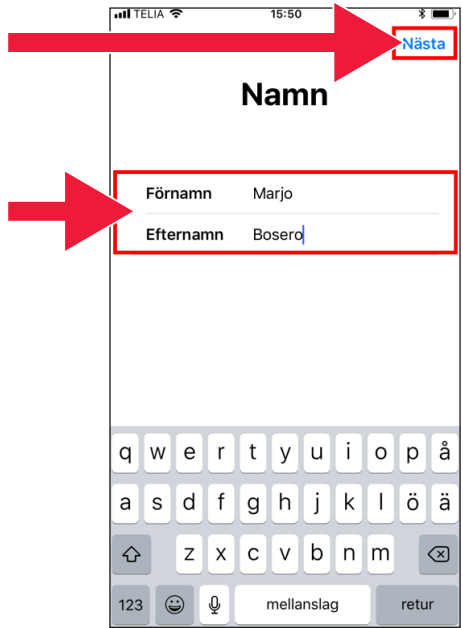 TELIA 15:50
Nästa
Namn
Förnamn Marjo
Efternamn Bosero
q w e r t y u i o p å
a s d f g h j k l ö ä
z x c v b n m
123 mellanslag retur